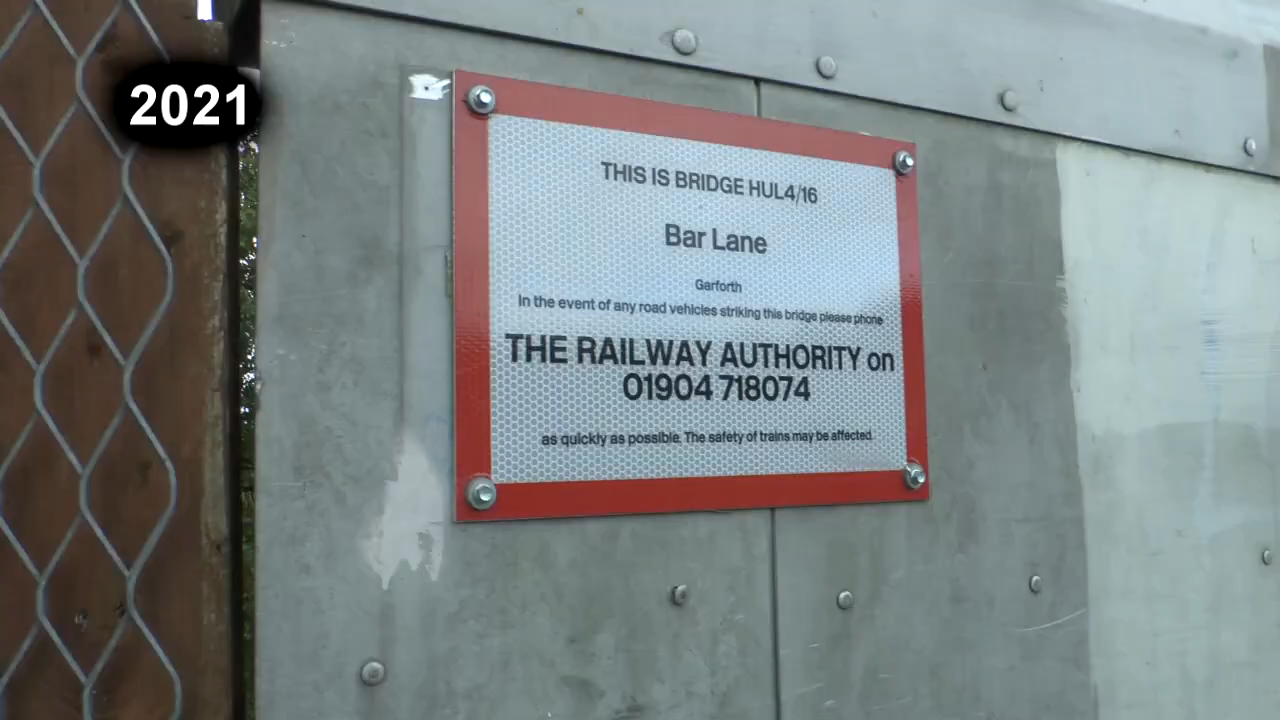 2021
THIS IS BRIDGE HUL4/16
Bar Lane
Garforth
In the event of any road vehicles striking this bridge please phone
THE RAILWAY AUTHORITY on
01904 718074
as quickly as possible. The safety of trains may be affected.